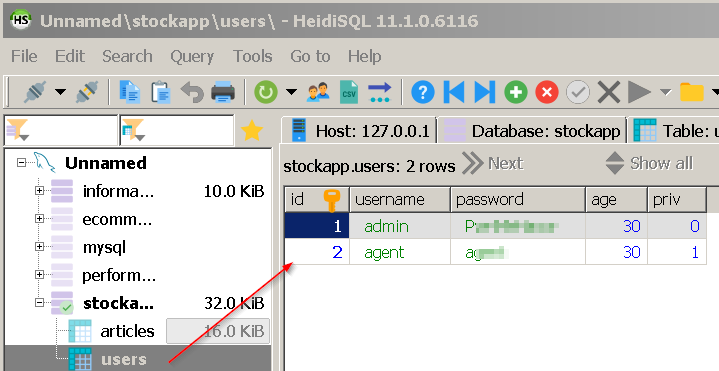 Unnamed\stockapp\users\ - HeidiSQL 11.1.0.6116
File Edit Search Query Tools Go to Help
Host: 127.0.0.1 Database: stockapp Table: u
stockapp.users: 2 rows Next Show all
Unnamed
informa... 10.0 KiB
ecomm...
mysql
perform...
stocka... 32.0 KiB
articles 16.0 KiB
users
id username password age priv
1 admin 30 0
2 agent 30 1